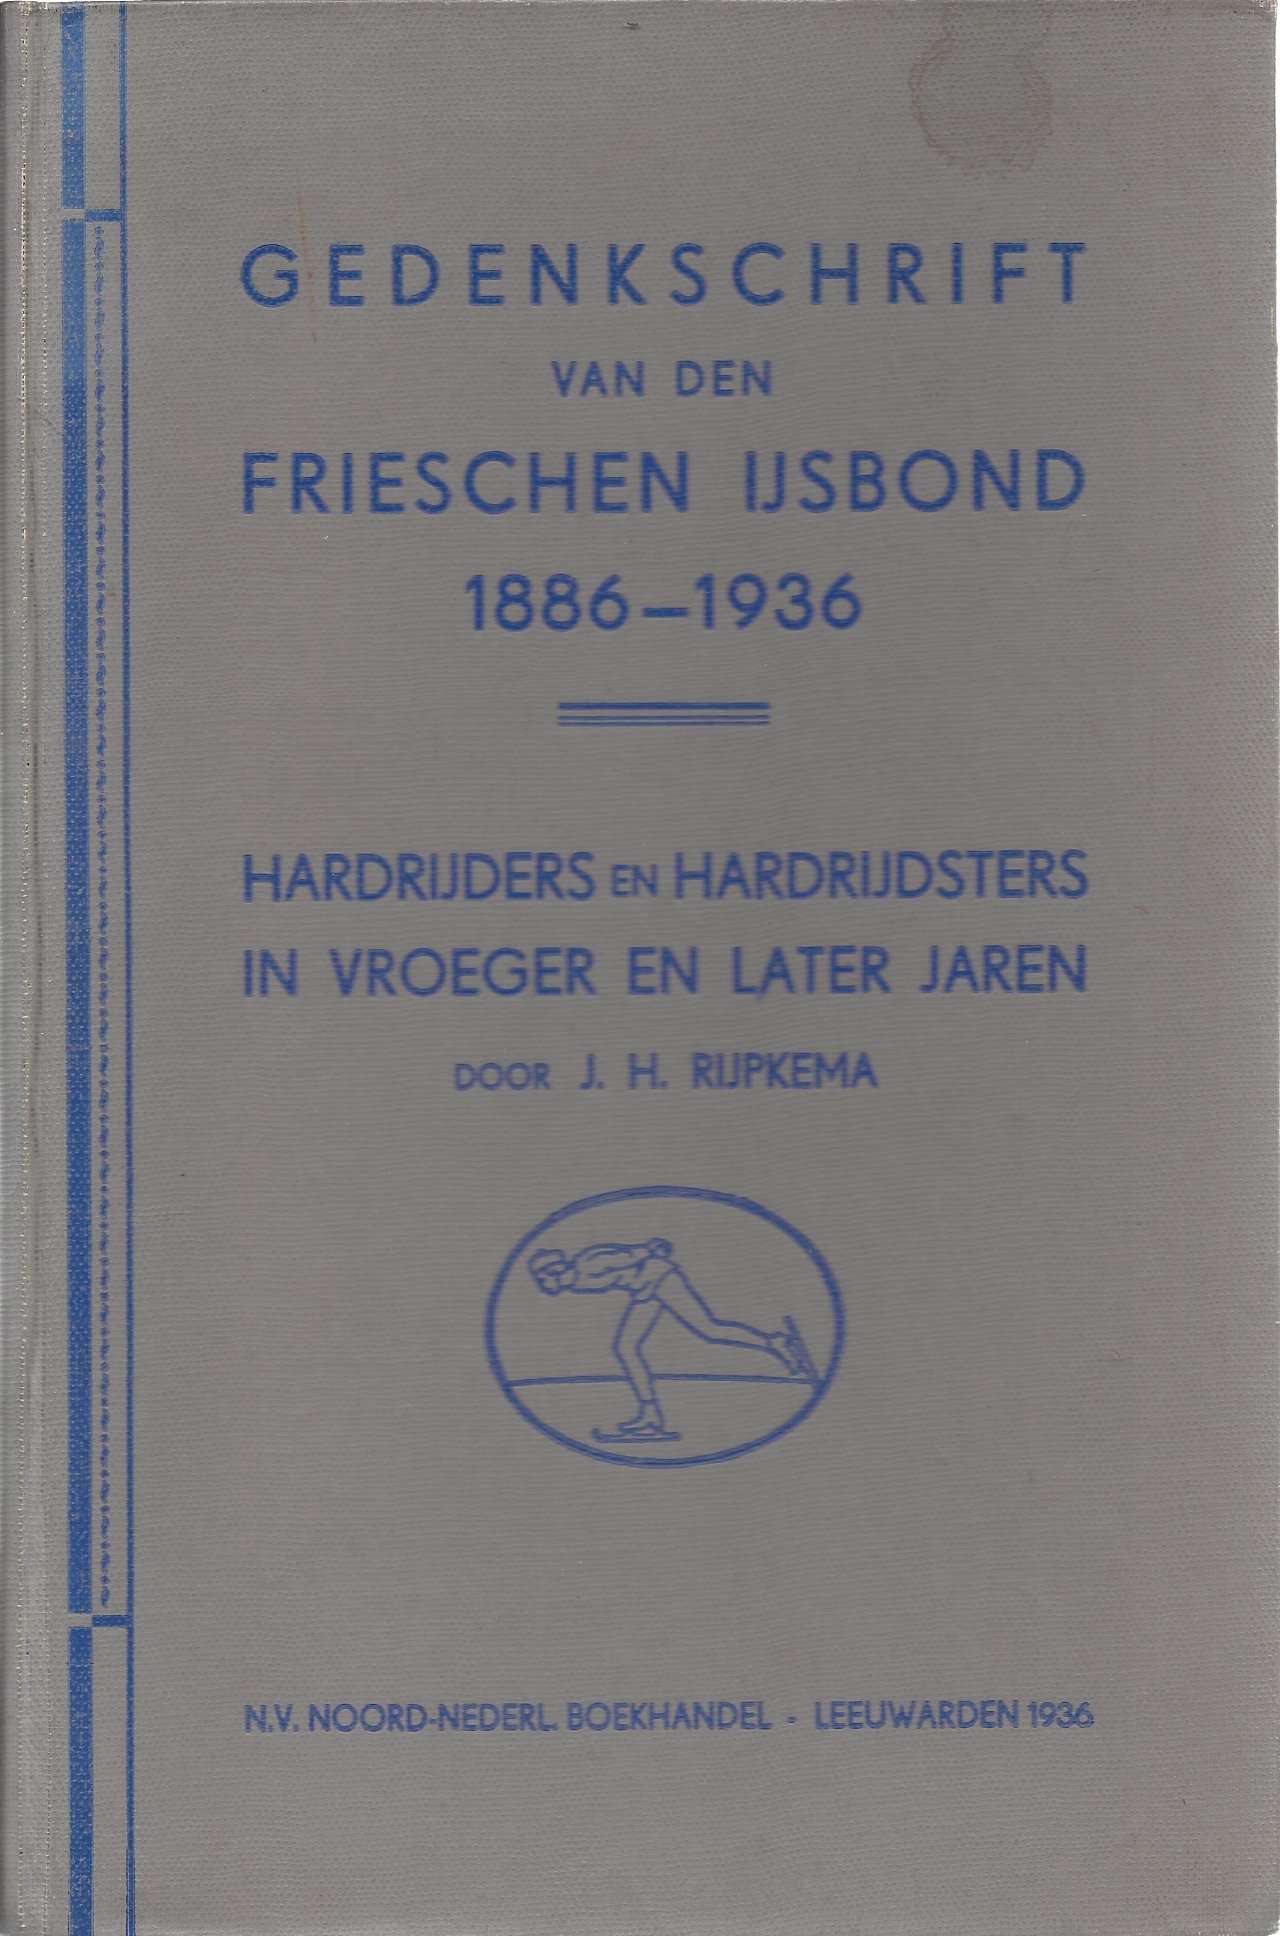 GEDENKSCHRIFT
VAN DEN
FRIESCHEN IJSBOND
1886–1936
HARDRIJDERS EN HARDRIJDSTERS
IN VROEGER EN LATER JAREN
DOOR J. H. RIJPKEMA
N.V. NOORD-NEDERL. BOEKHANDEL - LEEUWARDEN 1936